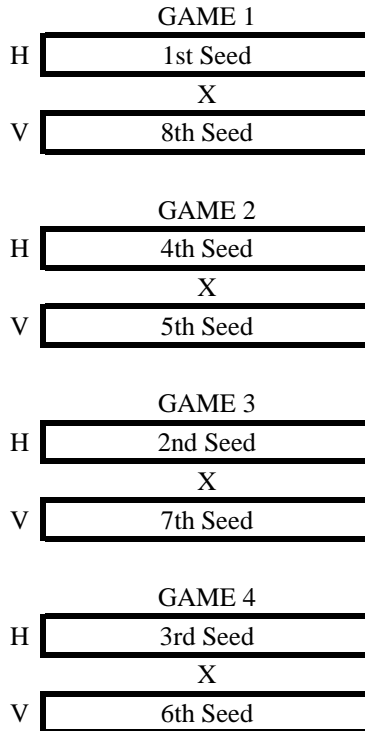 GAME 1
H 1st Seed
X
V 8th Seed
GAME 2
H 4th Seed
X
V 5th Seed
GAME 3
H 2nd Seed
X
V 7th Seed
GAME 4
H 3rd Seed
X
V 6th Seed